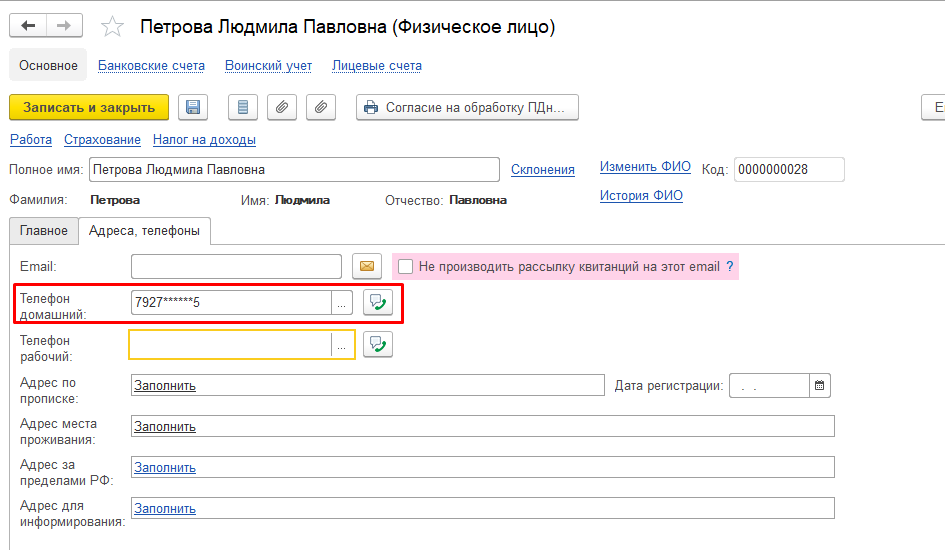 Петрова Людмила Павловна (Физическое лицо)
Основное Банковские счета Воинский учет Лицевые счета
Записать и закрыть Согласие на обработку ПДн...
Работа Страхование Налог на доходы
Полное имя: Петрова Людмила Павловна Склонения Изменить ФИО Код: 0000000028
Фамилия: Петрова Имя: Людмила Отчество: Павловна История ФИО
Главное Адреса, телефоны
Email: Не производить рассылку квитанций на этот email ?
Телефон
домашний: 7927******5 ...
Телефон
рабочий: ...
Адрес по
прописке: Заполнить Дата регистрации: . .
Адрес места
проживания: Заполнить
Адрес за
пределами РФ: Заполнить
Адрес для
информирования: Заполнить